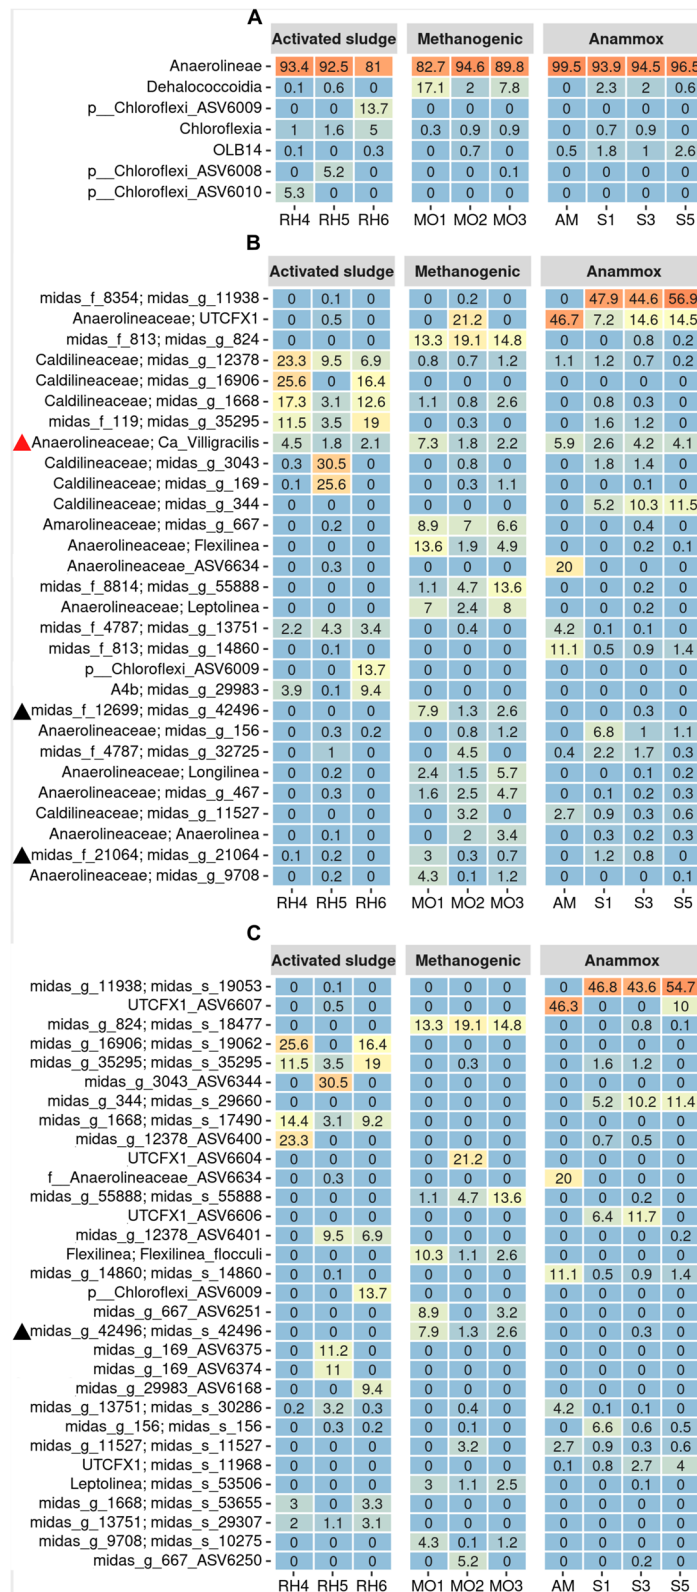 A
Activated sludge Methanogenic Anammox
Anaerolineae 93.4 92.5 81 82.7 94.6 89.8 99.5 93.9 94.5 96.5
Dehalococcoidia 0.1 0.6 0 17.1 2 7.8 0 2.3 2 0.6
p__Chloroflexi_ASV6009 0 0 13.7 0 0 0 0 0 0 0
Chloroflexia 1 1.6 5 0.3 0.9 0.9 0 0.7 0.9 0
OLB14 0.1 0 0.3 0 0.7 0 0.5 1.8 1 2.6
p__Chloroflexi_ASV6008 0 5.2 0 0 0 0.1 0 0 0 0
p__Chloroflexi_ASV6010 5.3 0 0 0 0 0 0 0 0 0
RH4 RH5 RH6 MO1 MO2 MO3 AM S1 S3 S5
B
Activated sludge Methanogenic Anammox
midas_f_8354; midas_g_11938 0 0.1 0 0 0.2 0 0 47.9 44.6 56.9
Anaerolineaceae; UTCFX1 0 0.5 0 0 21.2 0 46.7 7.2 14.6 14.5
midas_f_813; midas_g_824 0 0 0 13.3 19.1 14.8 0 0 0.8 0.2
Caldilineaceae; midas_g_12378 23.3 9.5 6.9 0.8 0.7 1.2 1.1 1.2 0.7 0.2
Caldilineaceae; midas_g_16906 25.6 0 16.4 0 0 0 0 0 0 0
Caldilineaceae; midas_g_1668 17.3 3.1 12.6 1.1 0.8 2.6 0 0.8 0.3 0
midas_f_119; midas_g_35295 11.5 3.5 19 0 0.3 0 0 1.6 1.2 0
Anaerolineaceae; Ca_Villigracilis 4.5 1.8 2.1 7.3 1.8 2.2 5.9 2.6 4.2 4.1
Caldilineaceae; midas_g_3043 0.3 30.5 0 0 0.8 0 0 1.8 1.4 0
Caldilineaceae; midas_g_169 0.1 25.6 0 0 0.3 1.1 0 0 0.1 0
Caldilineaceae; midas_g_344 0 0 0 0 0 0 0 5.2 10.3 11.5
Amarolineaceae; midas_g_667 0 0.2 0 8.9 7 6.6 0 0 0.4 0
Anaerolineaceae; Flexilinea 0 0 0 13.6 1.9 4.9 0 0 0.2 0.1
Anaerolineaceae_ASV6634 0 0.3 0 0 0 0 20 0 0 0
midas_f_8814; midas_g_55888 0 0 0 1.1 4.7 13.6 0 0 0.2 0
Anaerolineaceae; Leptolinea 0 0 0 7 2.4 8 0 0 0.2 0
midas_f_4787; midas_g_13751 2.2 4.3 3.4 0 0.4 0 4.2 0.1 0.1 0
midas_f_813; midas_g_14860 0 0.1 0 0 0 0 11.1 0.5 0.9 1.4
p__Chloroflexi_ASV6009 0 0 13.7 0 0 0 0 0 0 0
A4b; midas_g_29983 3.9 0.1 9.4 0 0 0 0 0 0 0
midas_f_12699; midas_g_42496 0 0 0 7.9 1.3 2.6 0 0 0.3 0
Anaerolineaceae; midas_g_156 0 0.3 0.2 0 0.8 1.2 0 6.8 1 1.1
midas_f_4787; midas_g_32725 0 1 0 0 4.5 0 0.4 2.2 1.7 0.3
Anaerolineaceae; Longilinea 0 0.2 0 2.4 1.5 5.7 0 0 0.1 0.2
Anaerolineaceae; midas_g_467 0 0.2 0 1.6 2.5 4.7 0 0.1 0.2 0.3
Caldilineaceae; midas_g_11527 0 0 0 0 3.2 0 2.7 0.9 0.3 0.6
Anaerolineaceae; Anaerolinea 0 0.1 0 0 2 3.4 0 0.3 0.2 0.3
midas_f_21064; midas_g_21064 0.1 0.2 0 3 0.3 0.7 0 1.2 0.8 0
Anaerolineaceae; midas_g_9708 0 0.2 0 4.3 0.1 1.2 0 0 0 0.1
RH4 RH5 RH6 MO1 MO2 MO3 AM S1 S3 S5
C
Activated sludge Methanogenic Anammox
midas_g_11938; midas_s_19053 0 0.1 0 0 0 0 0 46.8 43.6 54.7
UTCFX1_ASV6607 0 0.5 0 0 0 0 46.3 0 0 10
midas_g_824; midas_s_18477 0 0 0 13.3 19.1 14.8 0 0 0.8 0.1
midas_g_16906; midas_s_19062 25.6 0 16.4 0 0 0 0 0 0 0
midas_g_35295; midas_s_35295 11.5 3.5 19 0 0.3 0 0 1.6 1.2 0
midas_g_3043_ASV6344 0 30.5 0 0 0 0 0 0 0 0
midas_g_344; midas_s_29660 0 0 0 0 0 0 0 5.2 10.2 11.4
midas_g_1668; midas_s_17490 14.4 3.1 9.2 0 0 0 0 0 0 0
midas_g_12378_ASV6400 23.3 0 0 0 0 0 0 0.7 0.5 0
UTCFX1_ASV6604 0 0 0 0 21.2 0 0 0 0 0
f__Anaerolineaceae_ASV6634 0 0.3 0 0 0 0 20 0 0 0
midas_g_55888; midas_s_55888 0 0 0 1.1 4.7 13.6 0 0 0.2 0
UTCFX1_ASV6606 0 0 0 0 0 0 0 6.4 11.7 0
midas_g_12378_ASV6401 0 9.5 6.9 0 0 0 0 0 0 0.2
Flexilinea; Flexilinea_flocculi 0 0 0 10.3 1.1 2.6 0 0 0 0
midas_g_14860; midas_s_14860 0 0.1 0 0 0 0 11.1 0.5 0.9 1.4
p__Chloroflexi_ASV6009 0 0 13.7 0 0 0 0 0 0 0
midas_g_667_ASV6251 0 0 0 8.9 0 3.2 0 0 0 0
midas_g_42496; midas_s_42496 0 0 0 7.9 1.3 2.6 0 0 0.3 0
midas_g_169_ASV6375 0 11.2 0 0 0 0 0 0 0 0
midas_g_169_ASV6374 0 11 0 0 0 0 0 0 0 0
midas_g_29983_ASV6168 0 0 9.4 0 0 0 0 0 0 0
midas_g_13751; midas_s_30286 0.2 3.2 0.3 0 0.4 0 4.2 0.1 0.1 0
midas_g_156; midas_s_156 0 0.3 0.2 0 0.1 0 0 6.6 0.6 0.5
midas_g_11527; midas_s_11527 0 0 0 0 3.2 0 2.7 0.9 0.3 0.6
UTCFX1; midas_s_11968 0 0 0 0 0 0 0.1 0.8 2.7 4
Leptolinea; midas_s_53506 0 0 0 3 1.1 2.5 0 0 0.1 0
midas_g_1668; midas_s_53655 3 0 3.3 0 0 0 0 0 0 0
midas_g_13751; midas_s_29307 2 1.1 3.1 0 0 0 0 0 0 0
midas_g_9708; midas_s_10275 0 0 0 4.3 0.1 1.2 0 0 0 0
midas_g_667_ASV6250 0 0 0 0 5.2 0 0 0 0.2 0
RH4 RH5 RH6 MO1 MO2 MO3 AM S1 S3 S5